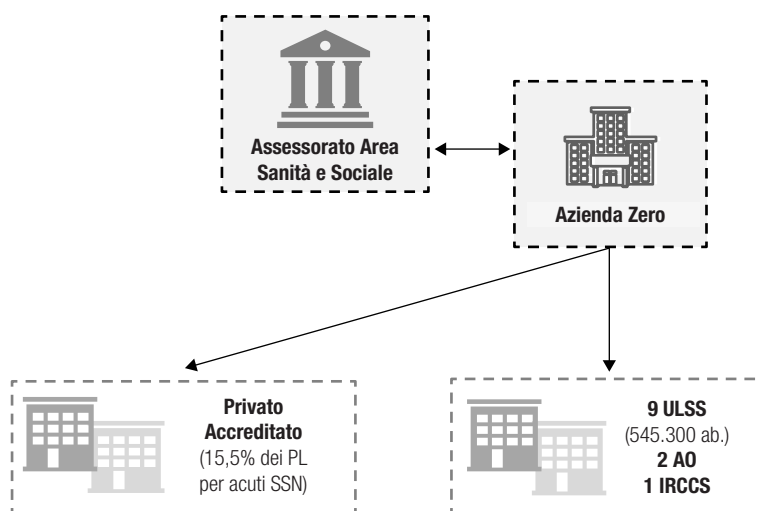 Assessorato Area
Sanità e Sociale
Azienda Zero
Privato
Accreditato
(15,5% dei PL
per acuti SSN)
9 ULSS
(545.300 ab.)
2 AO
1 IRCCS